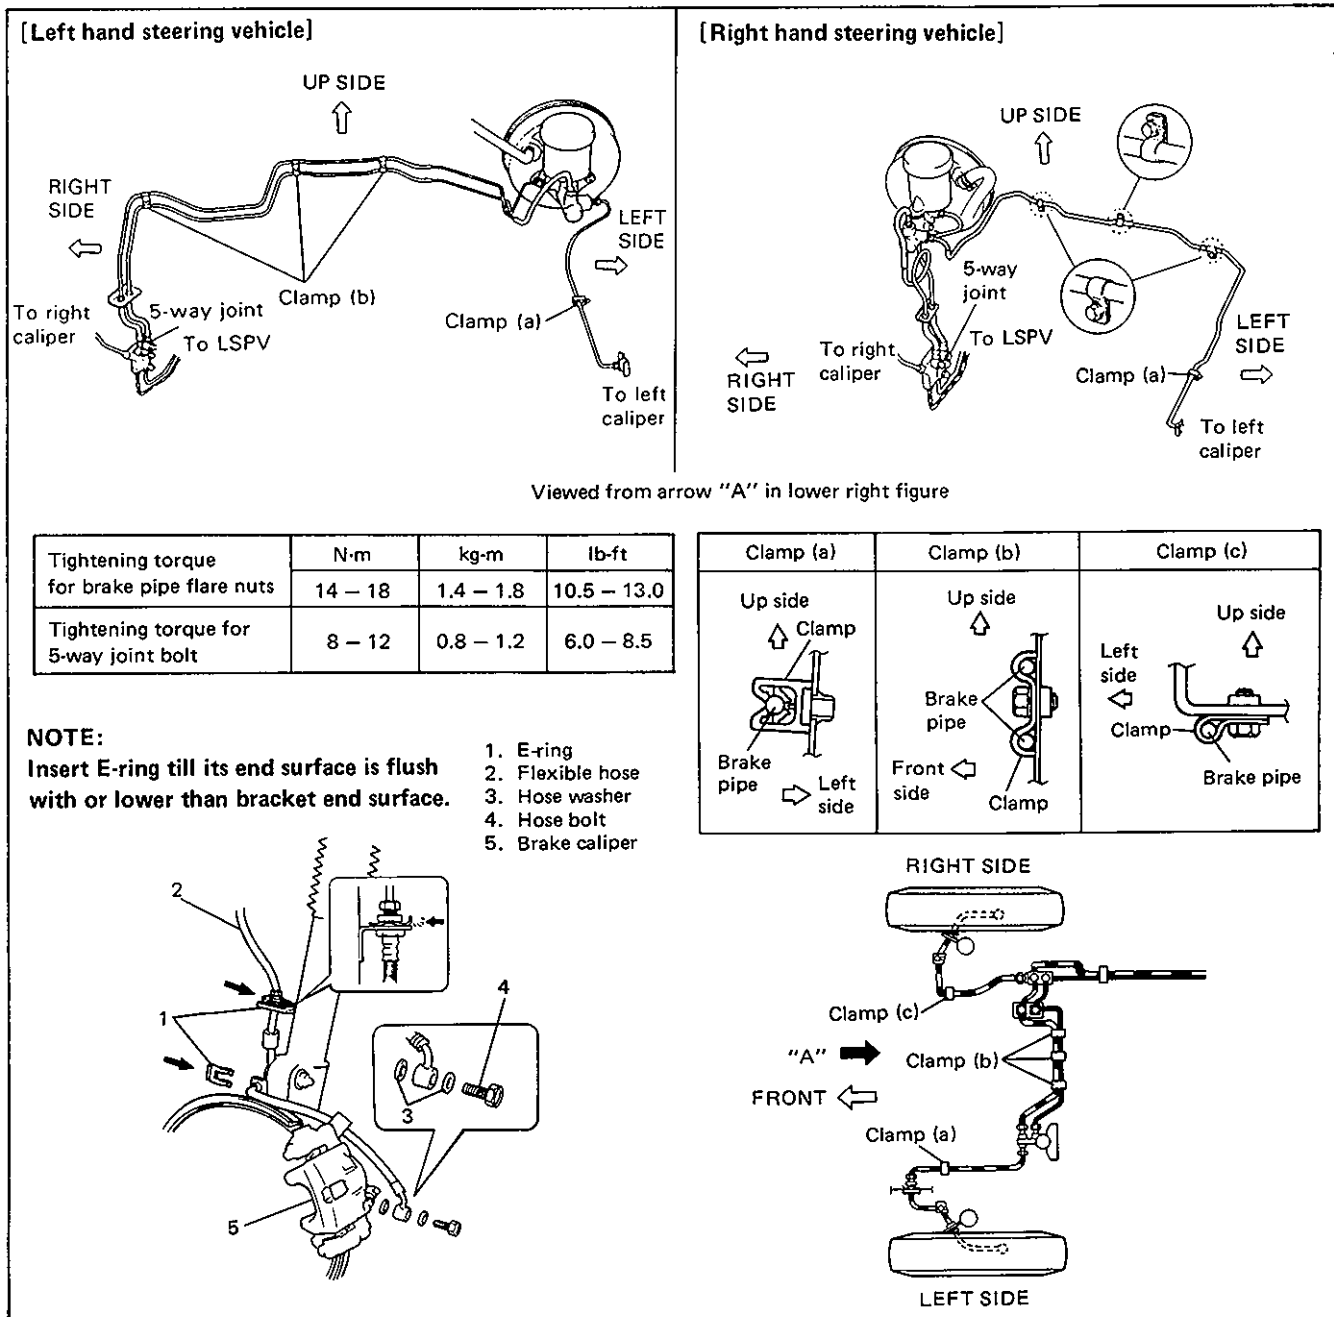 [Left hand steering vehicle]
UP SIDE
RIGHT
SIDE
LEFT
SIDE
Clamp (b)
Clamp (a)
To right
caliper
5-way joint
To LSPV
To left
caliper
[Right hand steering vehicle]
UP SIDE
5-way
joint
To LSPV
To right
caliper
RIGHT
SIDE
LEFT
SIDE
Clamp (a)
To left
caliper
Viewed from arrow "A" in lower right figure
Tightening torque
for brake pipe flare nuts
N·m
kg-m
lb-ft
14 – 18
1.4 – 1.8
10.5 – 13.0
Tightening torque for
5-way joint bolt
8 – 12
0.8 – 1.2
6.0 – 8.5
Clamp (a)
Clamp (b)
Clamp (c)
Up side
Clamp
Brake
pipe
Left
side
Up side
Brake
pipe
Front
side
Clamp
Up side
Left
side
Clamp
Brake pipe
NOTE:
Insert E-ring till its end surface is flush
with or lower than bracket end surface.
1. E-ring
2. Flexible hose
3. Hose washer
4. Hose bolt
5. Brake caliper
2
1
4
3
5
RIGHT SIDE
Clamp (c)
"A"
Clamp (b)
FRONT
Clamp (a)
LEFT SIDE